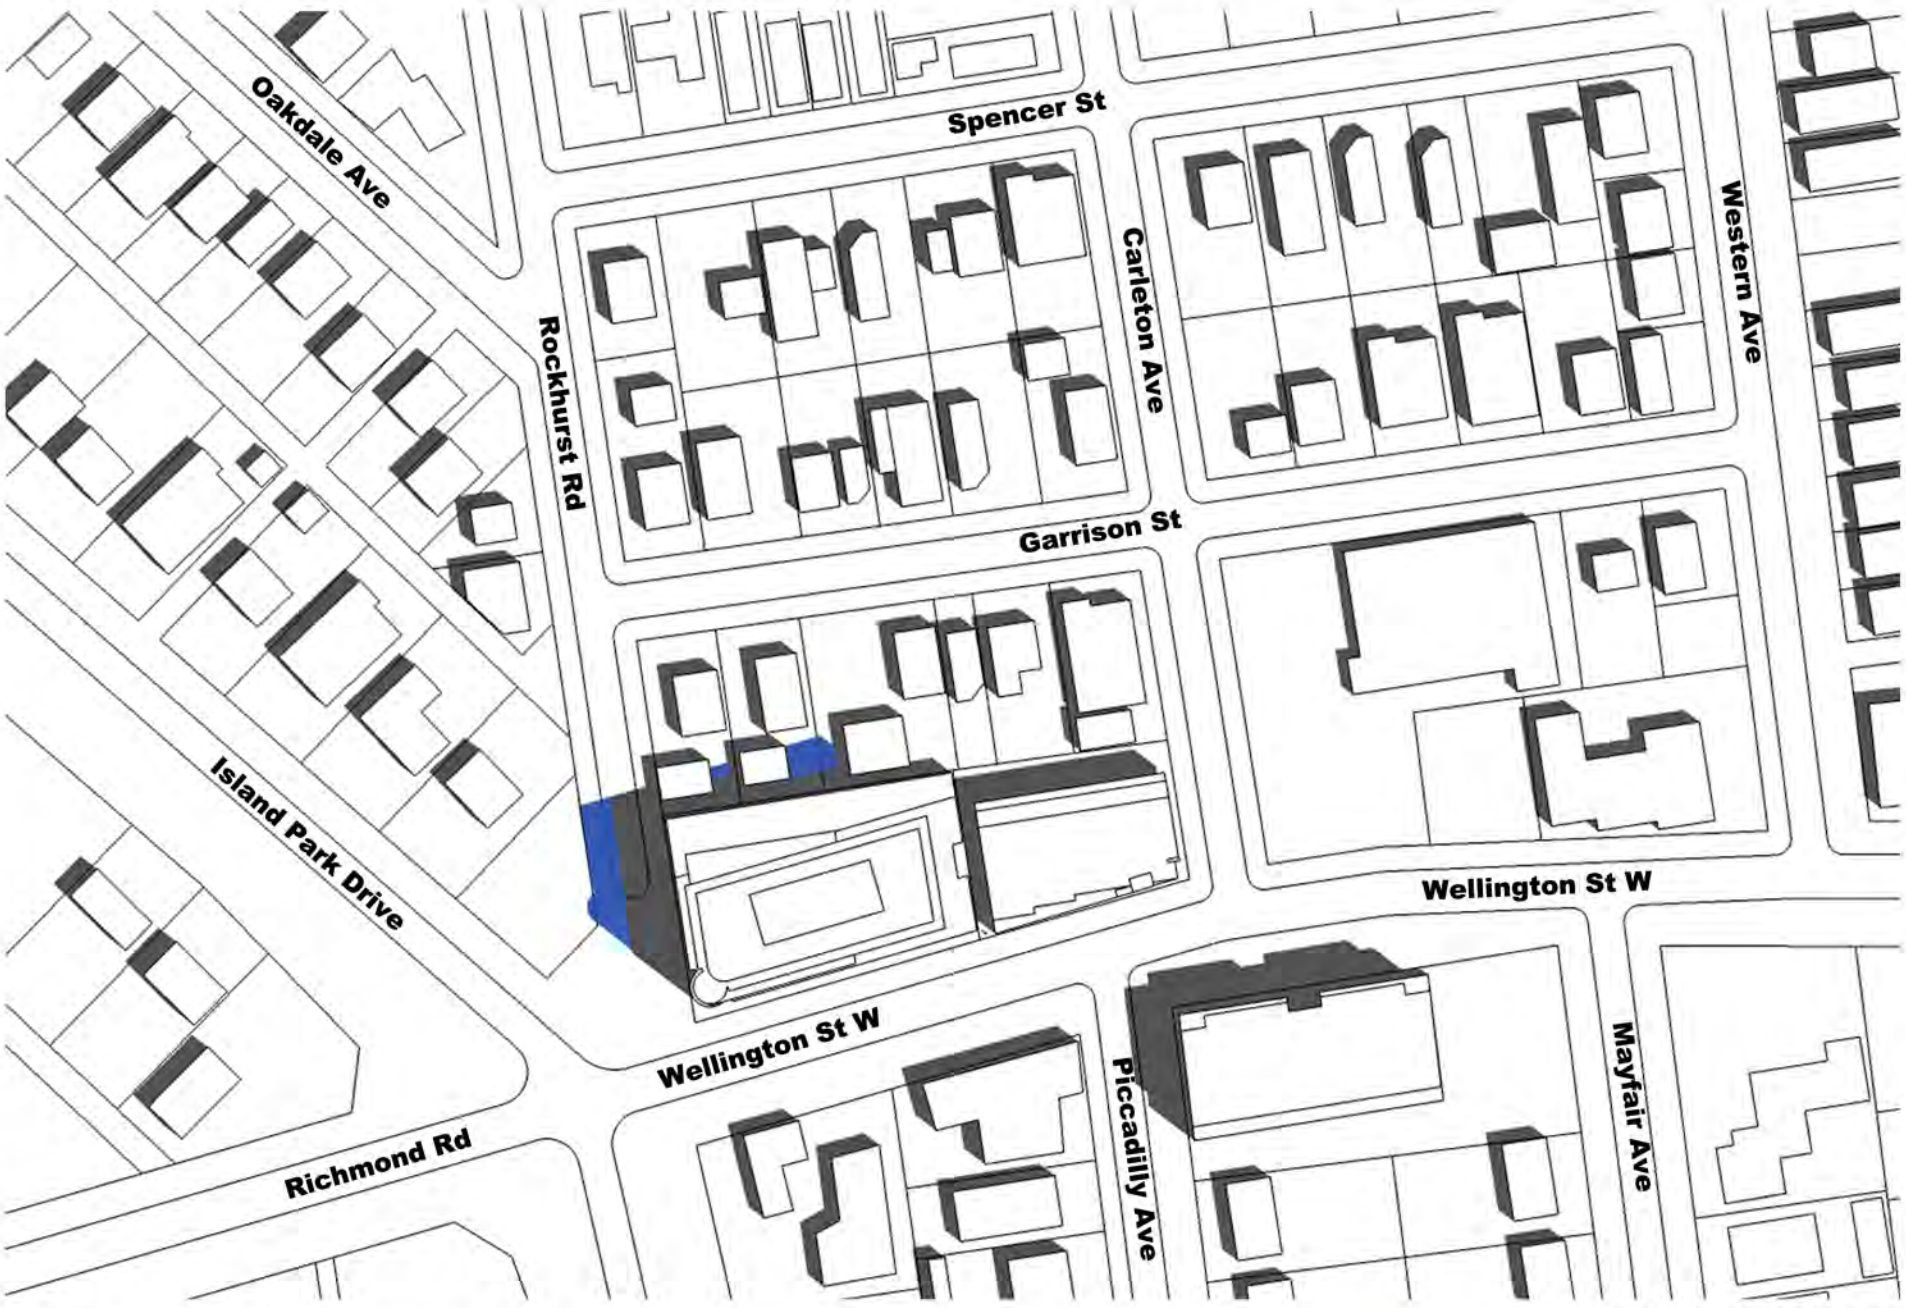 Oakdale Ave
Spencer St
Western Ave
Carleton Ave
Rockhurst Rd
Garrison St
Island Park Drive
Wellington St W
Wellington St W
Richmond Rd
Piccadilly Ave
Mayfair Ave